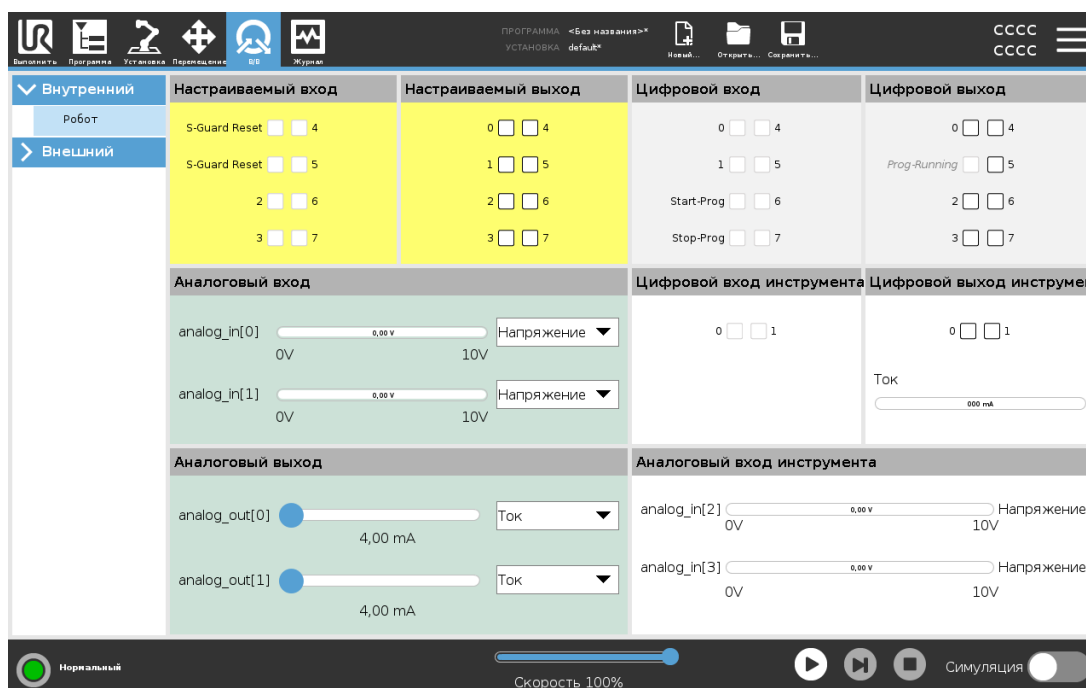 ПРОГРАММА <Без названия>*
УСТАНОВКА default*
CCCC
CCCC
Выполнить Программа Установка Перемещение В/В Журнал Новый... Открыть... Сохранить...
Внутренний
Робот
Внешний
Настраиваемый вход
S-Guard Reset 4
S-Guard Reset 5
2 6
3 7
Настраиваемый выход
0 4
1 5
2 6
3 7
Цифровой вход
0 4
1 5
Start-Prog 6
Stop-Prog 7
Цифровой выход
0 4
Prog-Running 5
2 6
3 7
Аналоговый вход
analog_in[0] 0,00 V Напряжение
0V 10V
analog_in[1] 0,00 V Напряжение
0V 10V
Цифровой вход инструмента
0 1
Цифровой выход инструме
0 1
Ток
000 mA
Аналоговый выход
analog_out[0] Ток
4,00 mA
analog_out[1] Ток
4,00 mA
Аналоговый вход инструмента
analog_in[2] 0,00 V Напряжение
0V 10V
analog_in[3] 0,00 V Напряжение
0V 10V
Нормальный
Скорость 100%
Симуляция